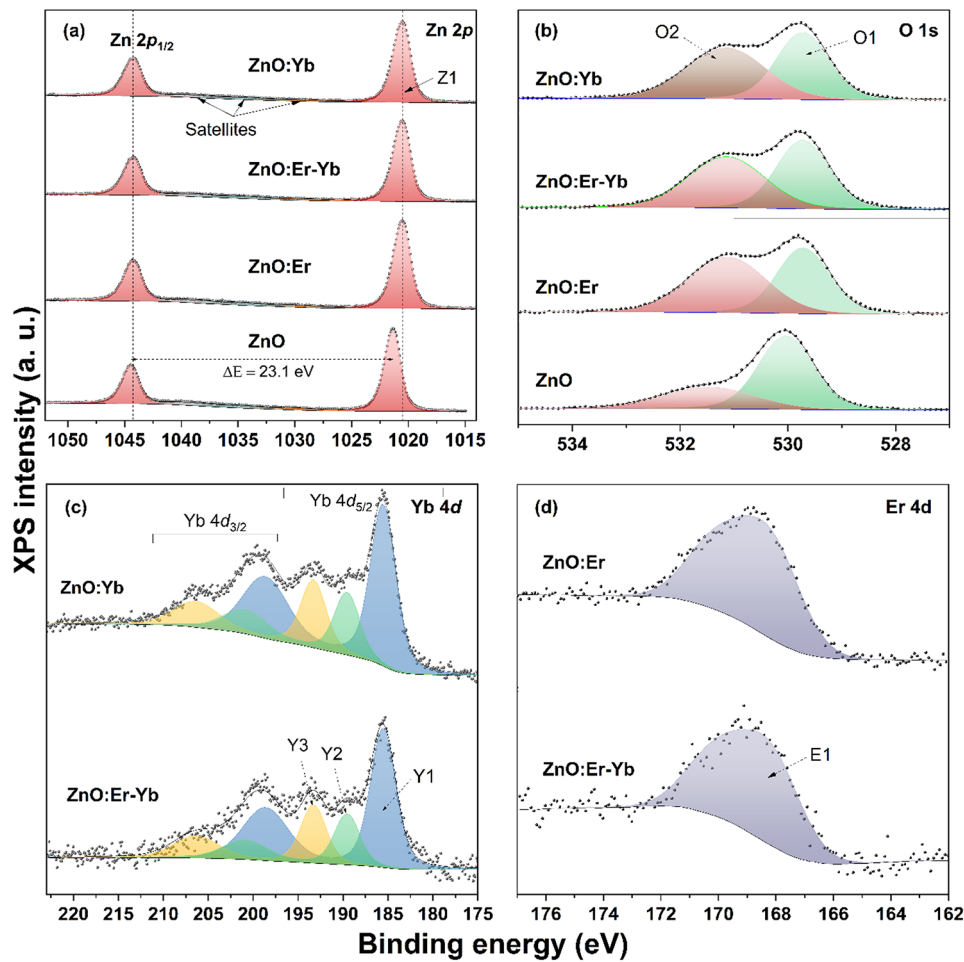 XPS intensity (a. u.)
(a)
Zn 2p1/2
Zn 2p
ZnO:Yb
Z1
Satellites
ZnO:Er-Yb
ZnO:Er
ZnO
ΔE = 23.1 eV
1050 1045 1040 1035 1030 1025 1020 1015
(b)
O 1s
O2
O1
ZnO:Yb
ZnO:Er-Yb
ZnO:Er
ZnO
534 532 530 528
(c)
Yb 4d5/2
Yb 4d
Yb 4d3/2
ZnO:Yb
Y3
Y2
Y1
ZnO:Er-Yb
220 215 210 205 200 195 190 185 180 175
(d)
Er 4d
ZnO:Er
ZnO:Er-Yb
E1
176 174 172 170 168 166 164 162
Binding energy (eV)